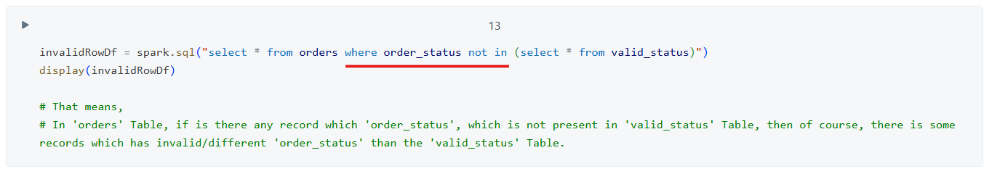 13
invalidRowDf = spark.sql("select * from orders where order_status not in (select * from valid_status)")
display(invalidRowDf)
# That means,
# In 'orders' Table, if is there any record which 'order_status', which is not present in 'valid_status' Table, then of course, there is some
records which has invalid/different 'order_status' than the 'valid_status' Table.